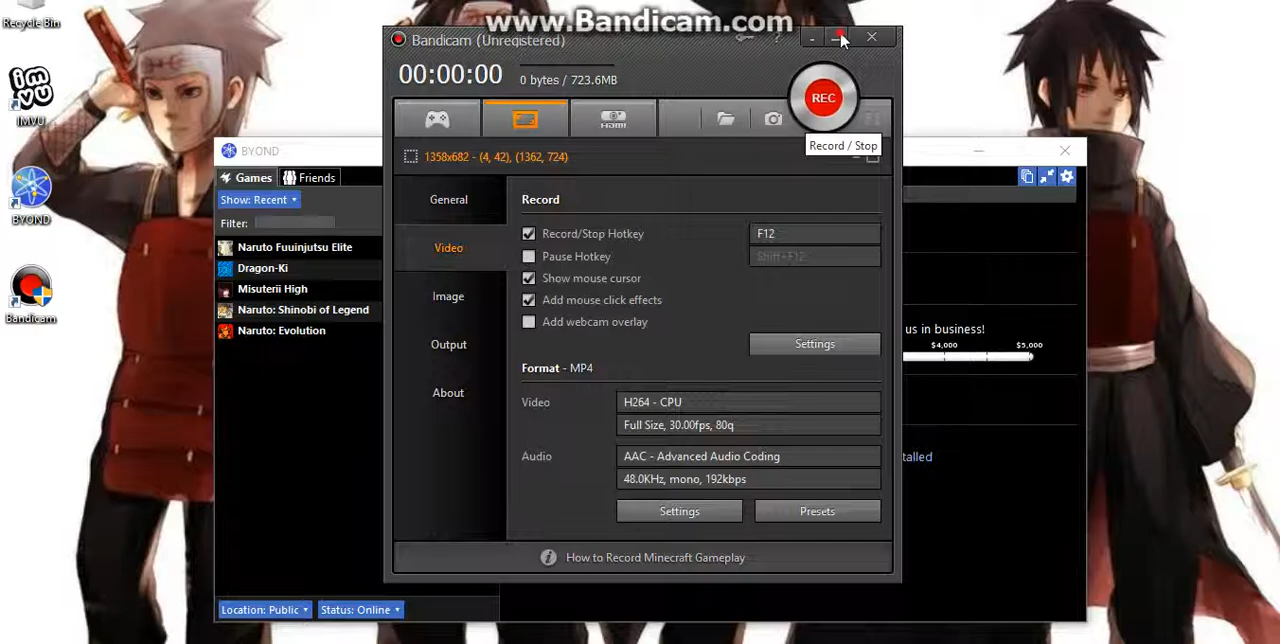 www.Bandicam.com
Recycle Bin
IMVU
BYOND
Bandicam
Bandicam (Unregistered)
?
00:00:00
0 bytes / 723.6MB
REC
HDMI
F1
Record / Stop
1358x682 - (4, 42), (1362, 724)
General
Video
Image
Output
About
Record
Record/Stop Hotkey
F12
Pause Hotkey
Shift+F12
Show mouse cursor
Add mouse click effects
Add webcam overlay
Settings
Format - MP4
Video
H264 - CPU
Full Size, 30.00fps, 80q
Audio
AAC - Advanced Audio Coding
48.0KHz, mono, 192kbps
Settings
Presets
How to Record Minecraft Gameplay
BYOND
Games
Friends
Show: Recent
Filter:
Naruto Fuuinjutsu Elite
Dragon-Ki
Misuterii High
Naruto: Shinobi of Legend
Naruto: Evolution
Location: Public
Status: Online
us in business!
$4,000
$5,000
talled